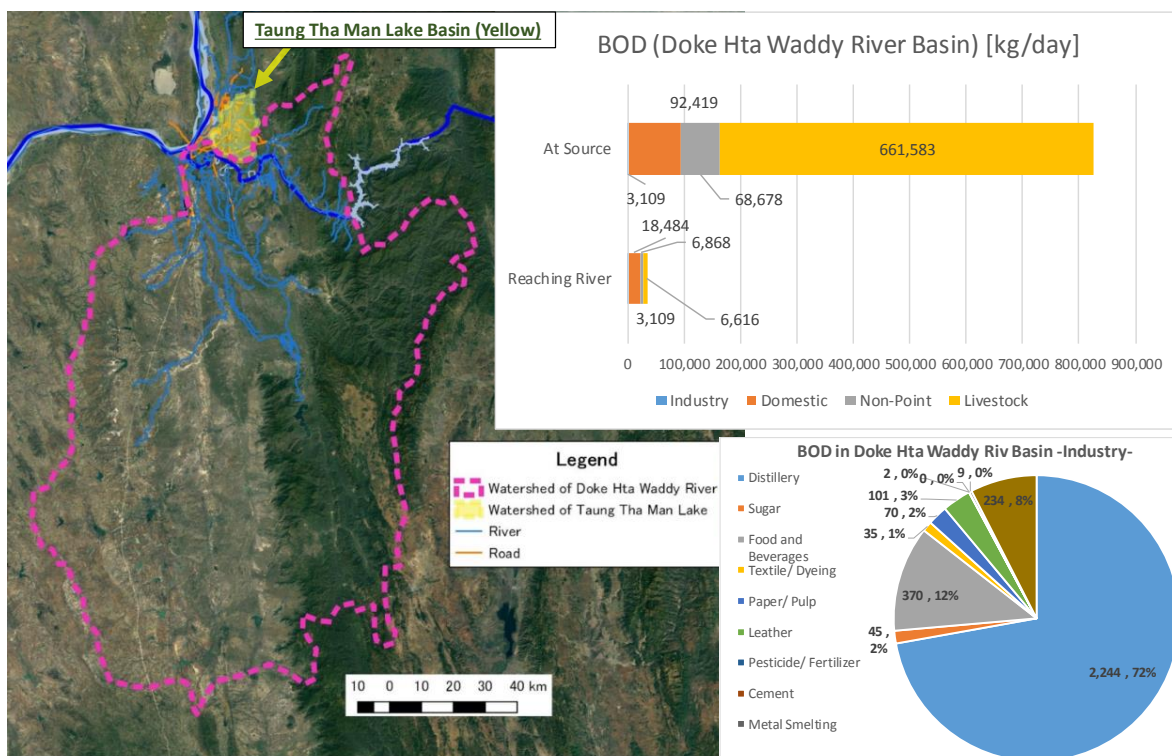 Taung Tha Man Lake Basin (Yellow)
BOD (Doke Hta Waddy River Basin) [kg/day]
92,419
At Source
661,583
3,109
68,678
18,484
6,868
Reaching River
3,109
6,616
0
100,000
200,000
300,000
400,000
500,000
600,000
700,000
800,000
900,000
Industry
Domestic
Non-Point
Livestock
Legend
Watershed of Doke Hta Waddy River
Watershed of Taung Tha Man Lake
River
Road
10 0 10 20 30 40 km
BOD in Doke Hta Waddy Riv Basin -Industry-
Distillery
Sugar
Food and
Beverages
Textile/ Dyeing
Paper/ Pulp
Leather
Pesticide/ Fertilizer
Cement
Metal Smelting
2 , 0%
0 , 0%
9 , 0%
234 , 8%
101 , 3%
70 , 2%
35 , 1%
370 , 12%
45 ,
2%
2,244 , 72%